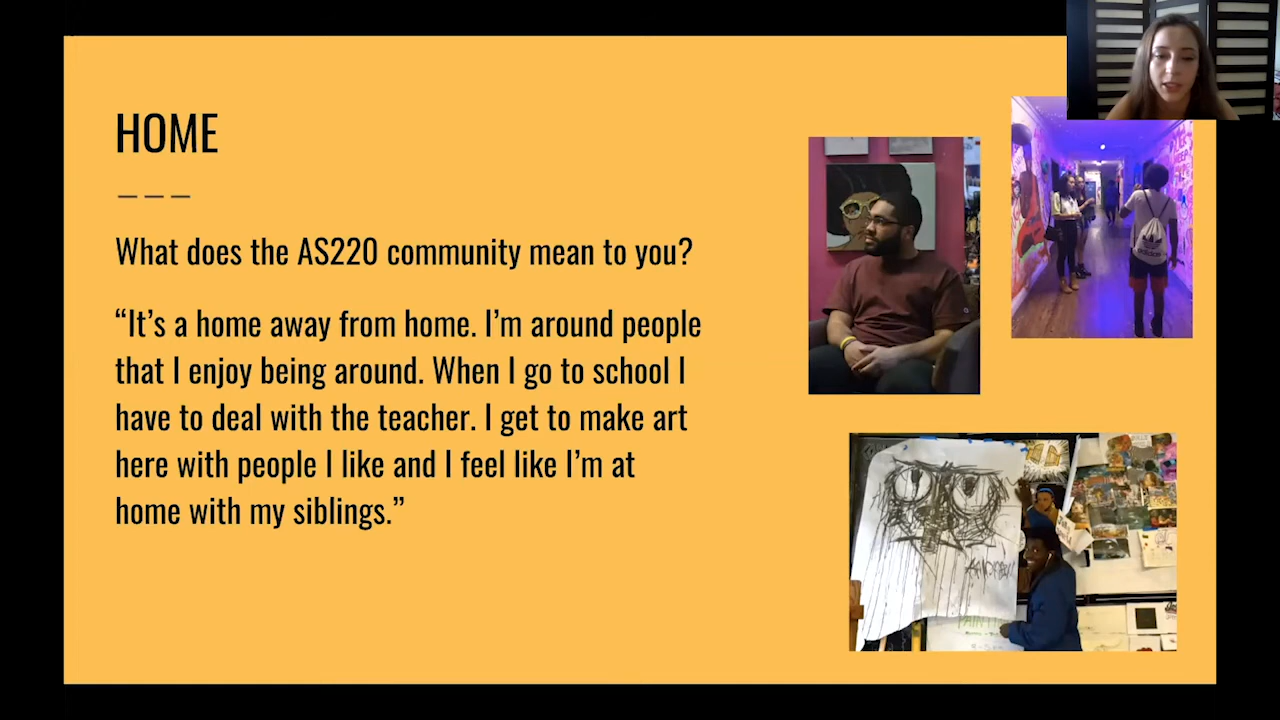 HOME
What does the AS220 community mean to you?
“It’s a home away from home. I’m around people
that I enjoy being around. When I go to school I
have to deal with the teacher. I get to make art
here with people I like and I feel like I’m at
home with my siblings.”
adidas